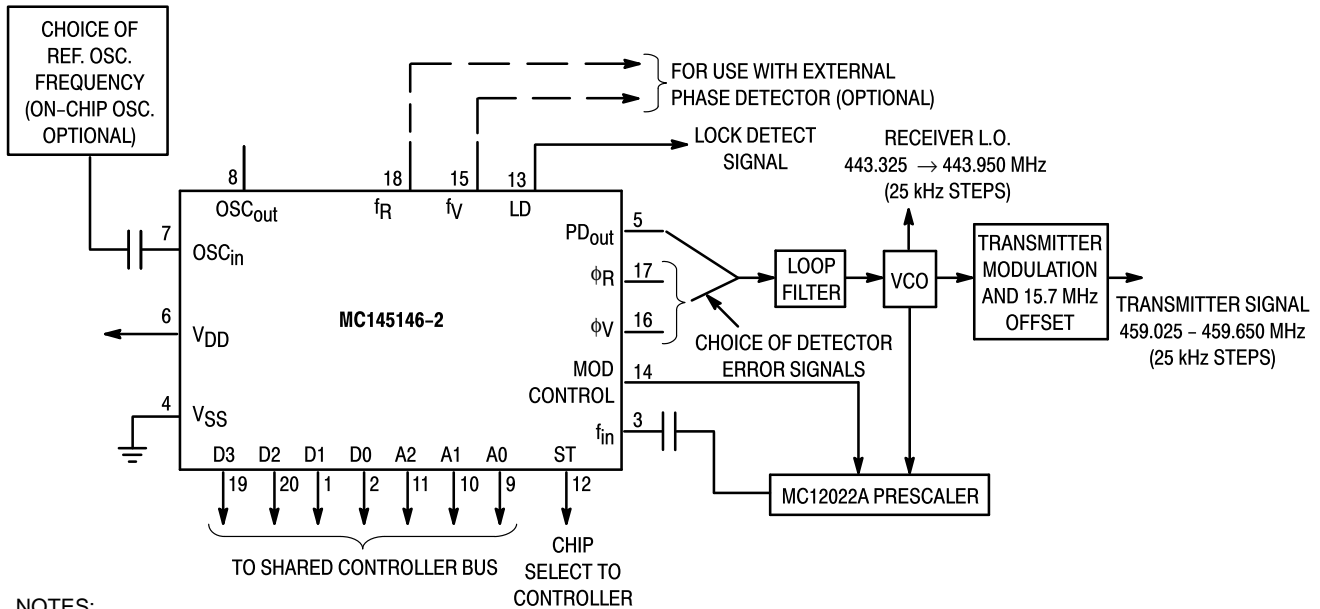 CHOICE OF
REF. OSC.
FREQUENCY
(ON–CHIP OSC.
OPTIONAL)
FOR USE WITH EXTERNAL
PHASE DETECTOR (OPTIONAL)
LOCK DETECT
SIGNAL
RECEIVER L.O.
443.325 → 443.950 MHz
(25 kHz STEPS)
8
18
15
13
OSCout
fR
fV
LD
7
OSCin
5
PDout
ϕR
17
ϕV
16
LOOP
FILTER
VCO
TRANSMITTER
MODULATION
AND 15.7 MHz
OFFSET
TRANSMITTER SIGNAL
459.025 – 459.650 MHz
(25 kHz STEPS)
MC145146–2
6
VDD
CHOICE OF DETECTOR
ERROR SIGNALS
MOD
CONTROL
14
4
VSS
fin
3
D3
D2
D1
D0
A2
A1
A0
ST
19
20
1
2
11
10
9
12
MC12022A PRESCALER
TO SHARED CONTROLLER BUS
CHIP
SELECT TO
CONTROLLER
NOTES: